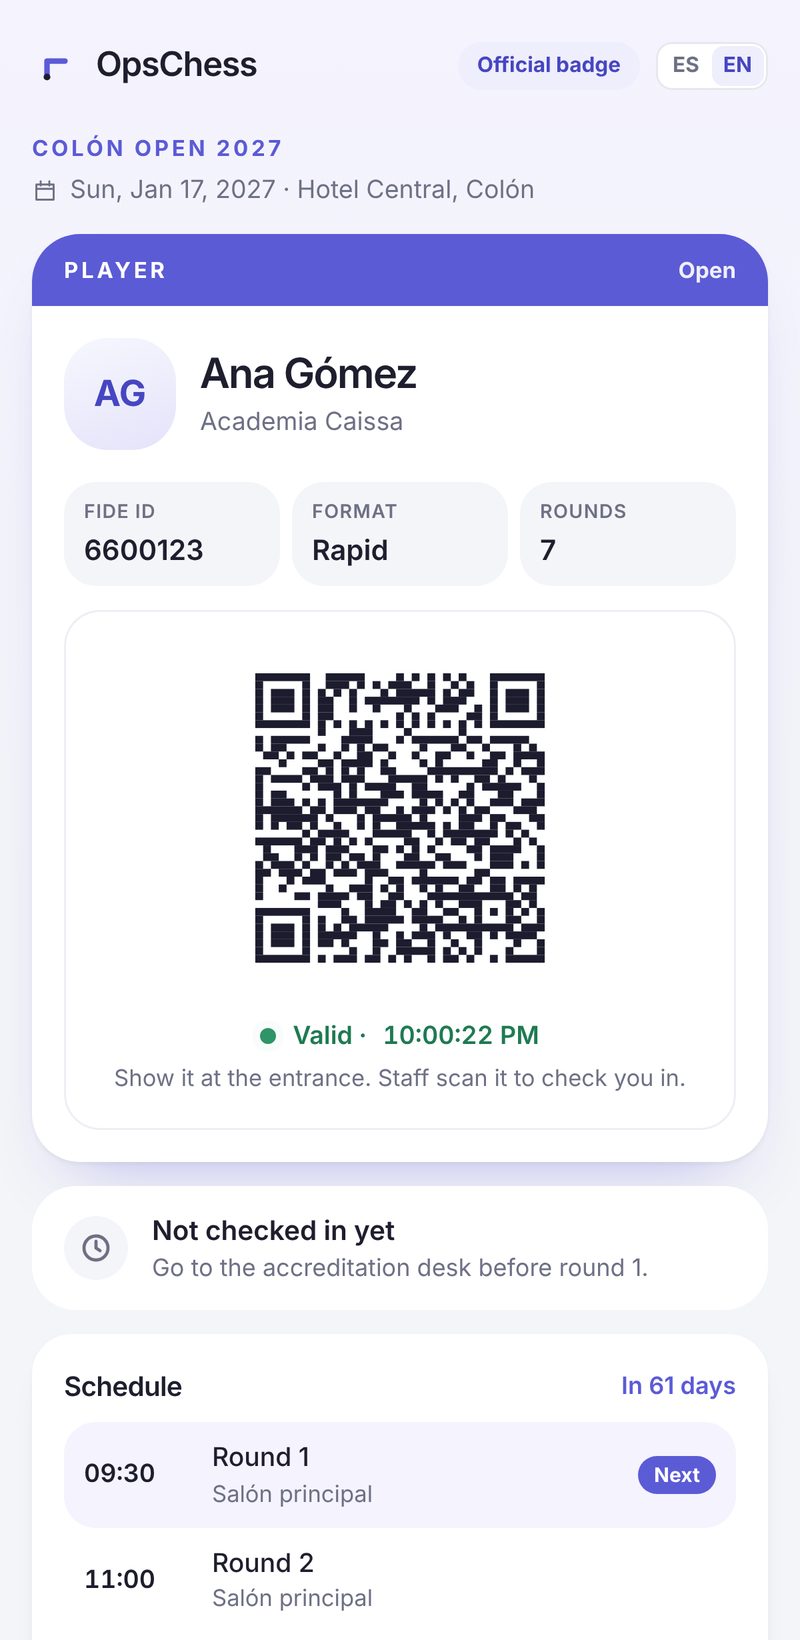 OpsChess
Official badge
ES EN
COLÓN OPEN 2027
Sun, Jan 17, 2027 · Hotel Central, Colón
PLAYER
Open
AG
Ana Gómez
Academia Caissa
FIDE ID
6600123
FORMAT
Rapid
ROUNDS
7
Valid · 10:00:22 PM
Show it at the entrance. Staff scan it to check you in.
Not checked in yet
Go to the accreditation desk before round 1.
Schedule
In 61 days
09:30
Round 1
Salón principal
Next
11:00
Round 2
Salón principal